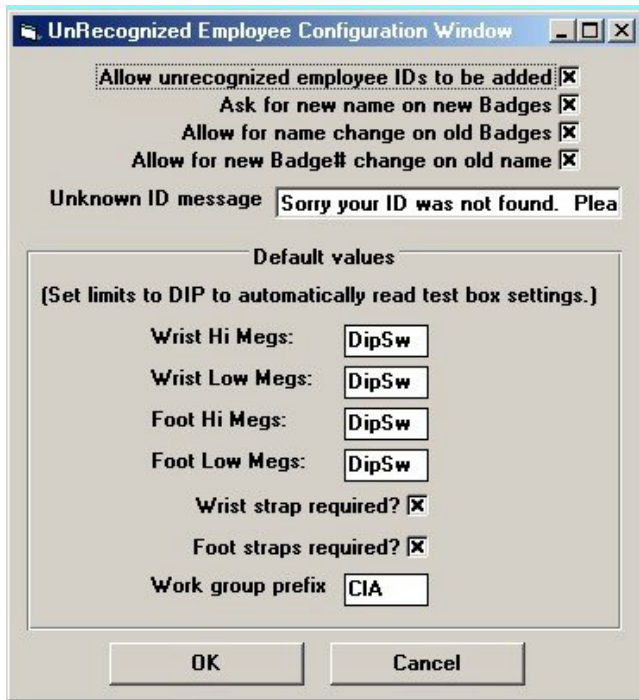 UnRecognized Employee Configuration Window
Allow unrecognized employee IDs to be added
Ask for new name on new Badges
Allow for name change on old Badges
Allow for new Badge# change on old name
Unknown ID message Sorry your ID was not found. Plea
Default values
(Set limits to DIP to automatically read test box settings.)
Wrist Hi Megs: DipSw
Wrist Low Megs: DipSw
Foot Hi Megs: DipSw
Foot Low Megs: DipSw
Wrist strap required?
Foot straps required?
Work group prefix CIA
OK Cancel